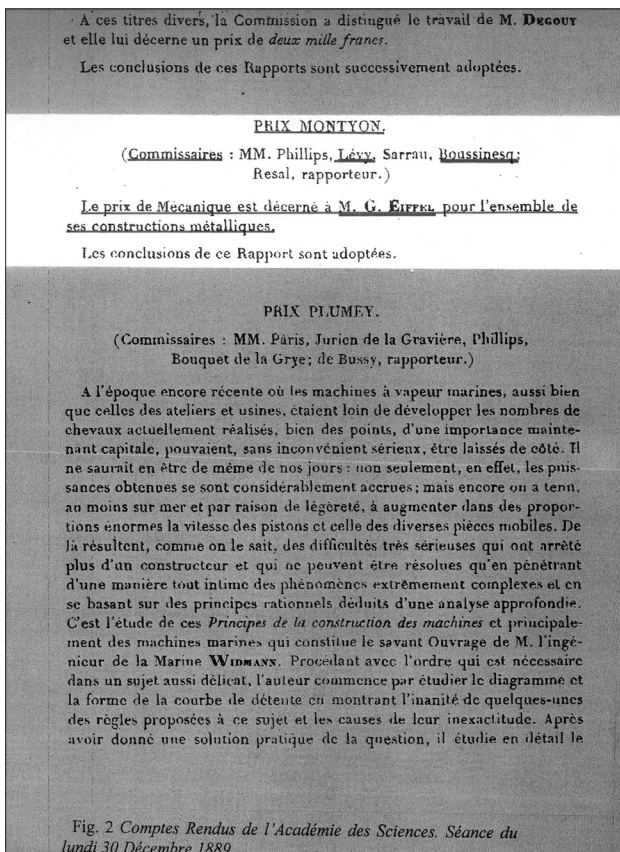 A ces titres divers, la Commission a distingué le travail de M. DEGOUY
et elle lui décerne un prix de deux mille francs.
Les conclusions de ces Rapports sont successivement adoptées.
PRIX MONTYON.
(Commissaires : MM. Phillips, Lévy, Sarrau, Boussinesq;
Resal, rapporteur.)
Le prix de Mécanique est décerné à M. G. EIFFEL pour l'ensemble de
ses constructions métalliques.
Les conclusions de ce Rapport sont adoptées.
PRIX PLUMEY.
(Commissaires : MM. Pâris, Jurien de la Gravière, Phillips,
Bouquet de la Grye; de Bussy, rapporteur.)
A l'époque encore récente où les machines à vapeur marines, aussi bien
que celles des ateliers et usines, étaient loin de développer les nombres de
chevaux actuellement réalisés, bien des points, d'une importance mainte-
nant capitale, pouvaient, sans inconvénient sérieux, être laissés de côté. Il
ne saurait en être de même de nos jours : non seulement, en effet, les puis-
sances obtenues se sont considérablement accrues; mais encore on a tenu,
au moins sur mer et par raison de légèreté, à augmenter dans des propor-
tions énormes la vitesse des pistons et celle des diverses pièces mobiles. De
là résultent, comme on le sait, des difficultés très sérieuses qui ont arrêté
plus d'un constructeur et qui ne peuvent être résolues qu'en pénétrant
d'une manière tout intime des phénomènes extrêmement complexes et en
se basant sur des principes rationnels déduits d'une analyse approfondie.
C'est l'étude de ces Principes de la construction des machines et principale-
ment des machines marines qui constitue le savant Ouvrage de M. l'ingé-
nieur de la Marine WIDMANN. Procédant avec l'ordre qui est nécessaire
dans un sujet aussi délicat, l'auteur commence par étudier le diagramme et
la forme de la courbe de détente en montrant l'inanité de quelques-unes
des règles proposées à ce sujet et les causes de leur inexactitude. Après
avoir donné une solution pratique de la question, il étudie en détail le
Fig. 2 Comptes Rendus de l'Académie des Sciences. Séance du
lundi 30 Décembre 1889